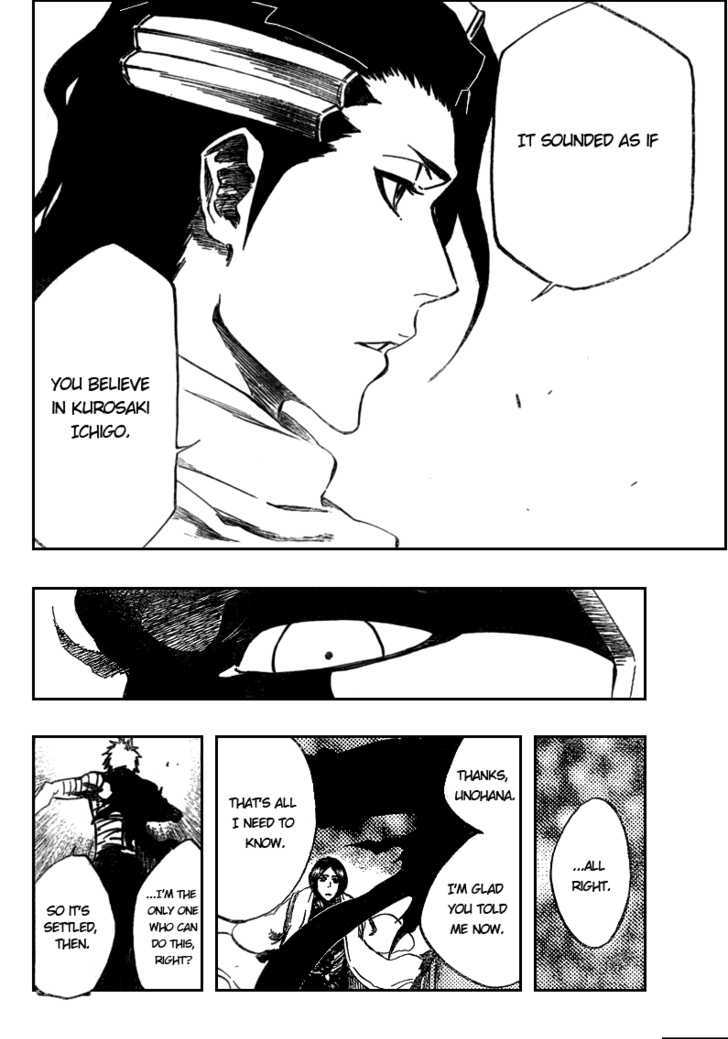 IT SOUNDED AS IF
YOU BELIEVE
IN KUROSAKI
ICHIGO.
...ALL
RIGHT.
THANKS,
UNOHANA.
I'M GLAD
YOU TOLD
ME NOW.
THAT'S ALL
I NEED TO
KNOW.
...I'M THE
ONLY ONE
WHO CAN
DO THIS,
RIGHT?
SO IT'S
SETTLED,
THEN.